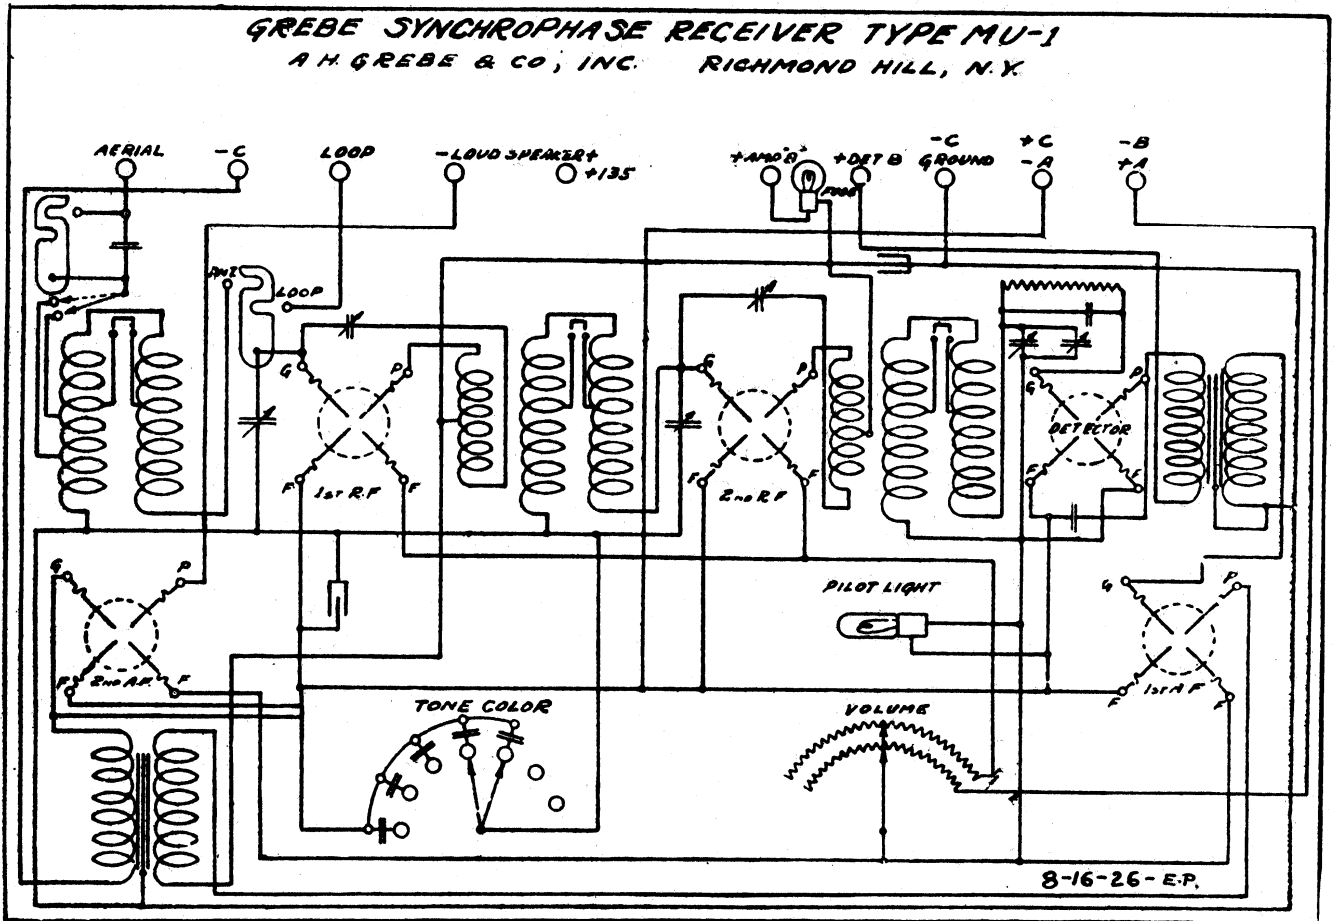 GREBE SYNCHROPHASE RECEIVER TYPE MU-1
A H. GREBE & CO, INC. RICHMOND HILL, N.Y.
AERIAL
-C
LOOP
-LOUD SPEAKER+
+135
+AMP "B"
FUSE
+DET B
-C
GROUND
+C
-A
-B
+A
ANT
LOOP
G
P
F
F
1ST R.F
G
P
F
F
2ND R.F
G
P
DETECTOR
F
F
G
P
F
F
2ND A.F.
PILOT LIGHT
G
P
F
F
1ST A F
TONE COLOR
VOLUME
8-16-26- E.P.